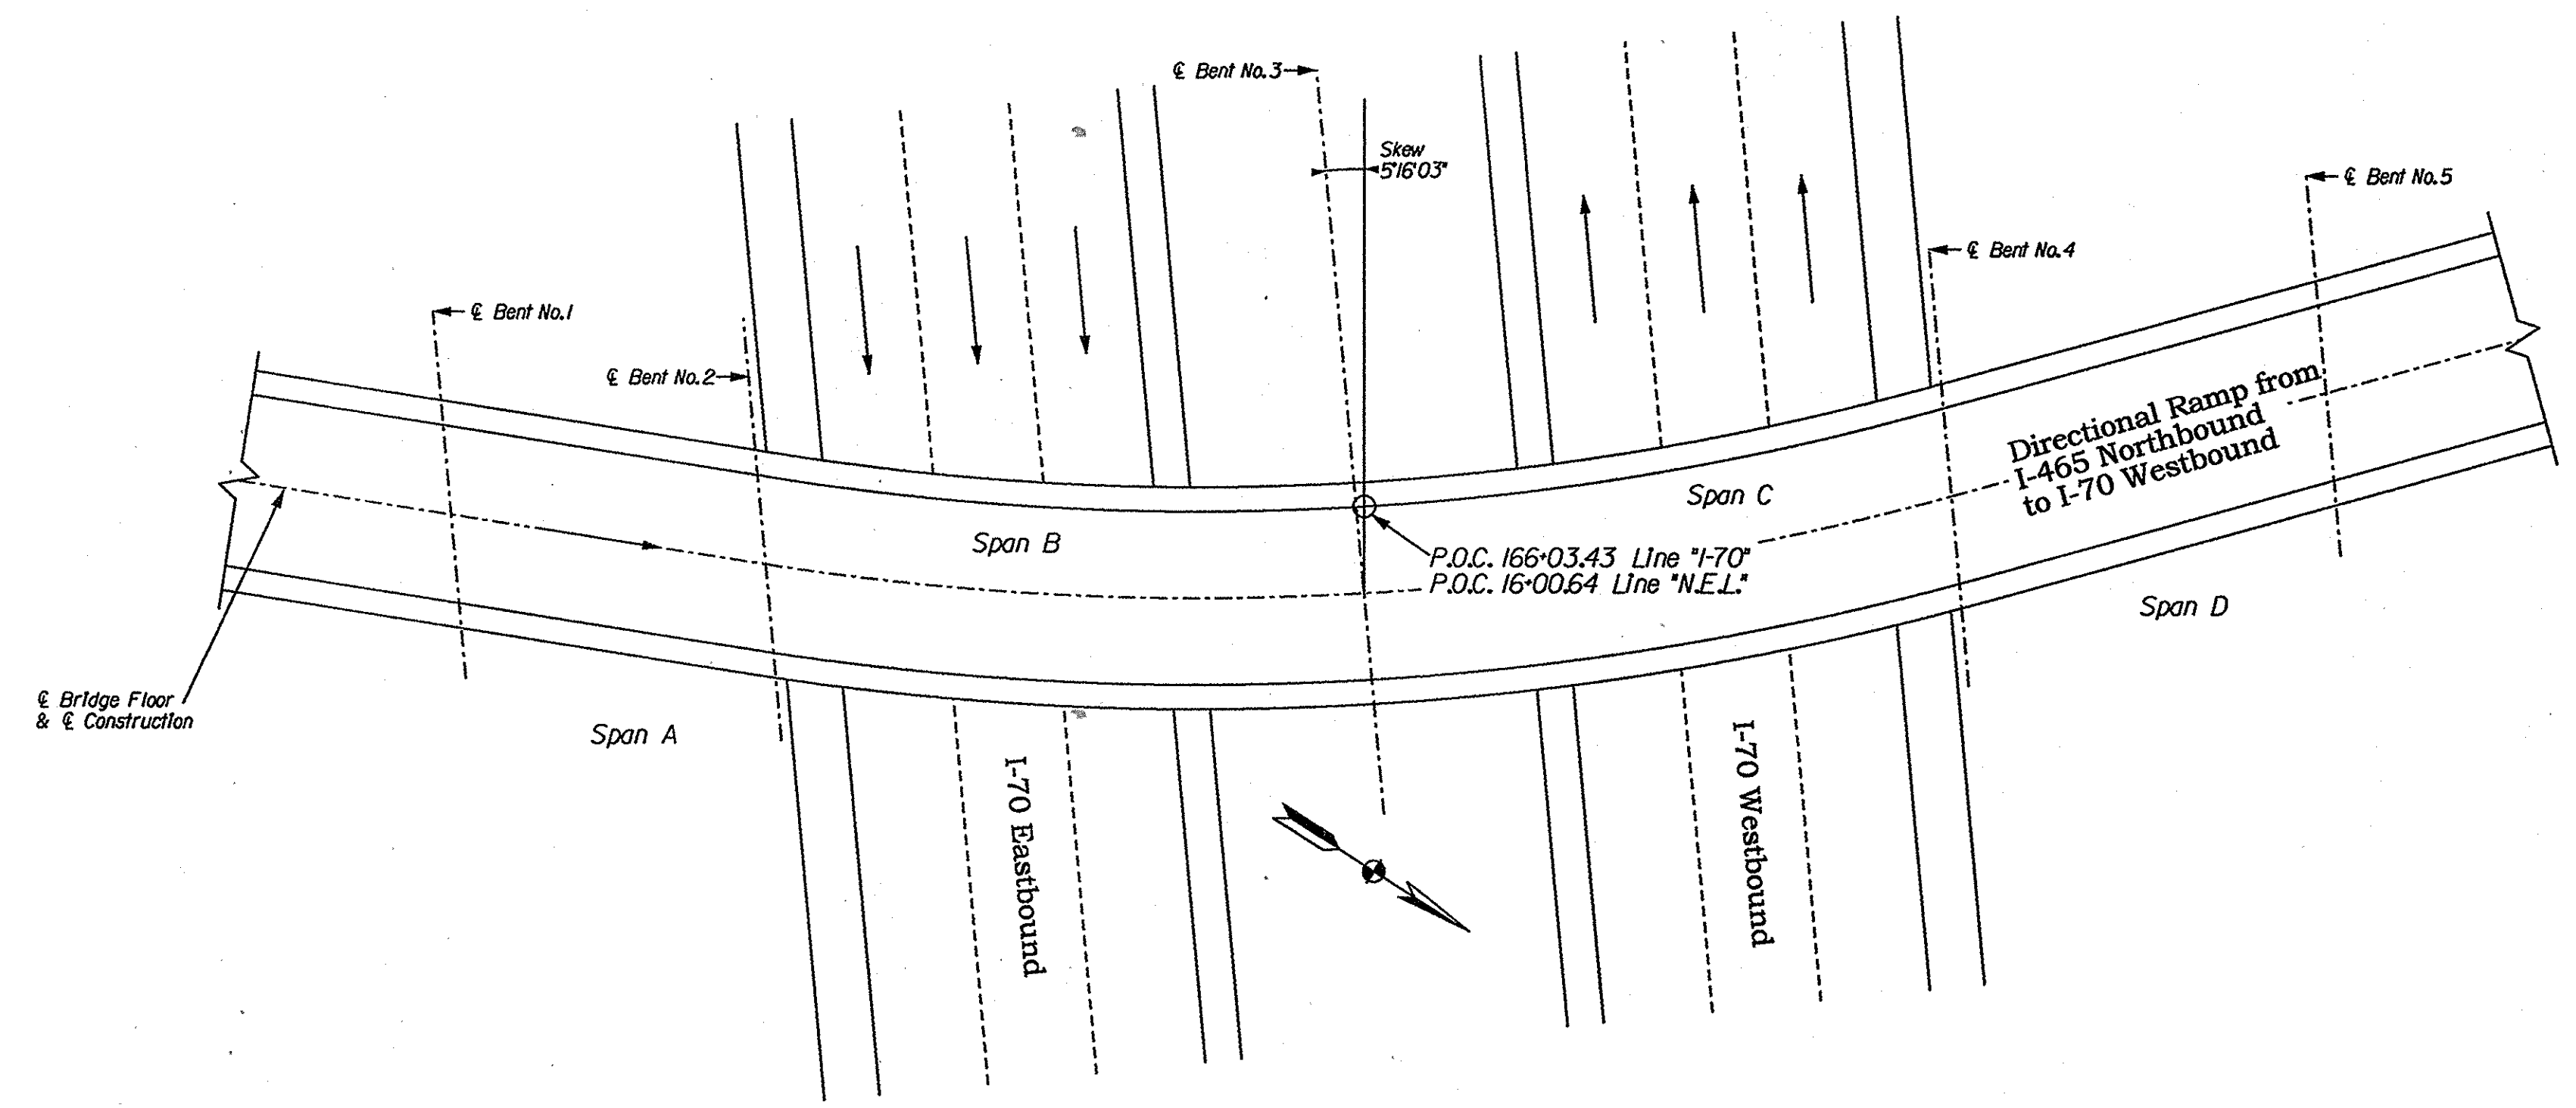 ℄ Bent No.3
Skew
5°16'03"
℄ Bent No.5
℄ Bent No.4
℄ Bent No.1
℄ Bent No.2
Directional Ramp from
I-465 Northbound
to I-70 Westbound
Span C
Span B
P.O.C. 166+03.43 Line "I-70"
P.O.C. 16+00.64 Line "N.E.L."
Span D
℄ Bridge Floor
& ℄ Construction
Span A
I-70 Eastbound
I-70 Westbound